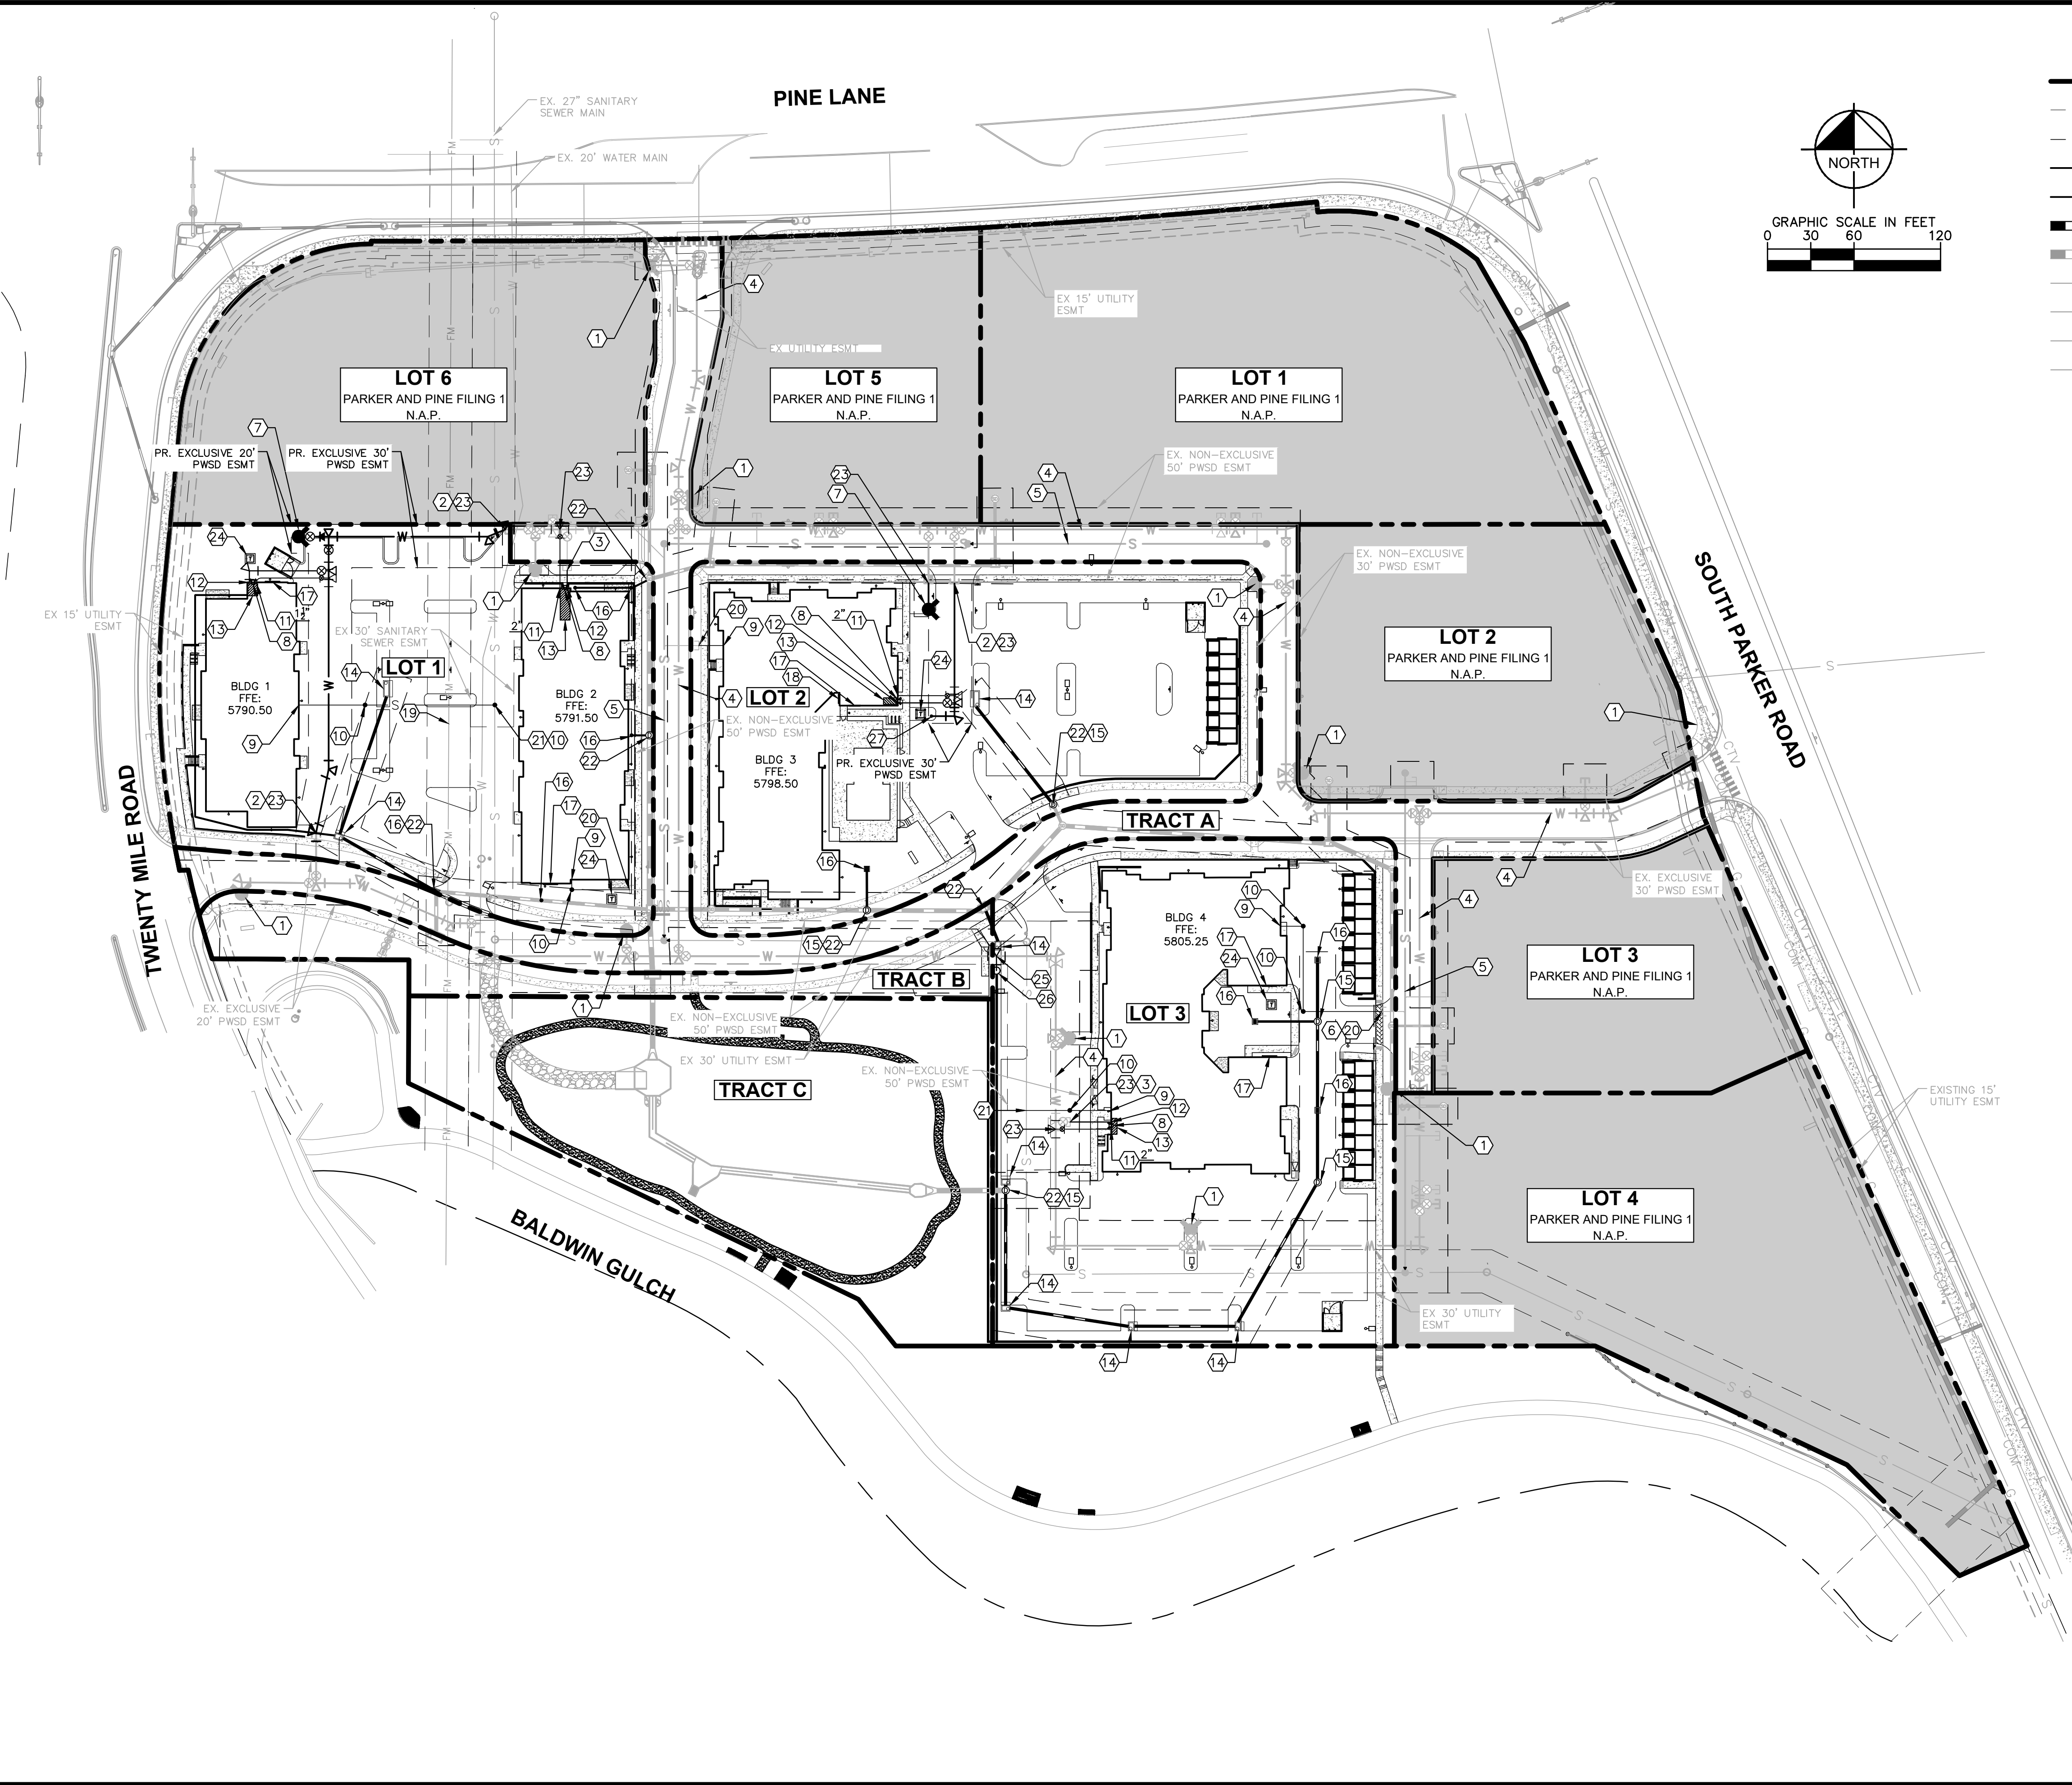 PINE LANE
EX. 27" SANITARY
SEWER MAIN
EX. 20' WATER MAIN
NORTH
GRAPHIC SCALE IN FEET
0 30 60 120
EX 15' UTILITY
ESMT
EX UTILITY ESMT
LOT 6
PARKER AND PINE FILING 1
N.A.P.
LOT 5
PARKER AND PINE FILING 1
N.A.P.
LOT 1
PARKER AND PINE FILING 1
N.A.P.
PR. EXCLUSIVE 20'
PWSD ESMT
PR. EXCLUSIVE 30'
PWSD ESMT
EX. NON-EXCLUSIVE
50' PWSD ESMT
EX. NON-EXCLUSIVE
30' PWSD ESMT
SOUTH PARKER ROAD
EX 15' UTILITY
ESMT
EX 30' SANITARY
SEWER ESMT
LOT 1
BLDG 1
FFE:
5790.50
BLDG 2
FFE:
5791.50
LOT 2
EX. NON-EXCLUSIVE
50' PWSD ESMT
BLDG 3
FFE:
5798.50
PR. EXCLUSIVE 30'
PWSD ESMT
LOT 2
PARKER AND PINE FILING 1
N.A.P.
TWENTY MILE ROAD
TRACT A
EX. EXCLUSIVE
30' PWSD ESMT
BLDG 4
FFE:
5805.25
LOT 3
PARKER AND PINE FILING 1
N.A.P.
TRACT B
EX. EXCLUSIVE
20' PWSD ESMT
EX. NON-EXCLUSIVE
50' PWSD ESMT
EX 30' UTILITY ESMT
LOT 3
TRACT C
EX. NON-EXCLUSIVE
50' PWSD ESMT
EXISTING 15'
UTILITY ESMT
LOT 4
PARKER AND PINE FILING 1
N.A.P.
BALDWIN GULCH
EX 30' UTILITY
ESMT